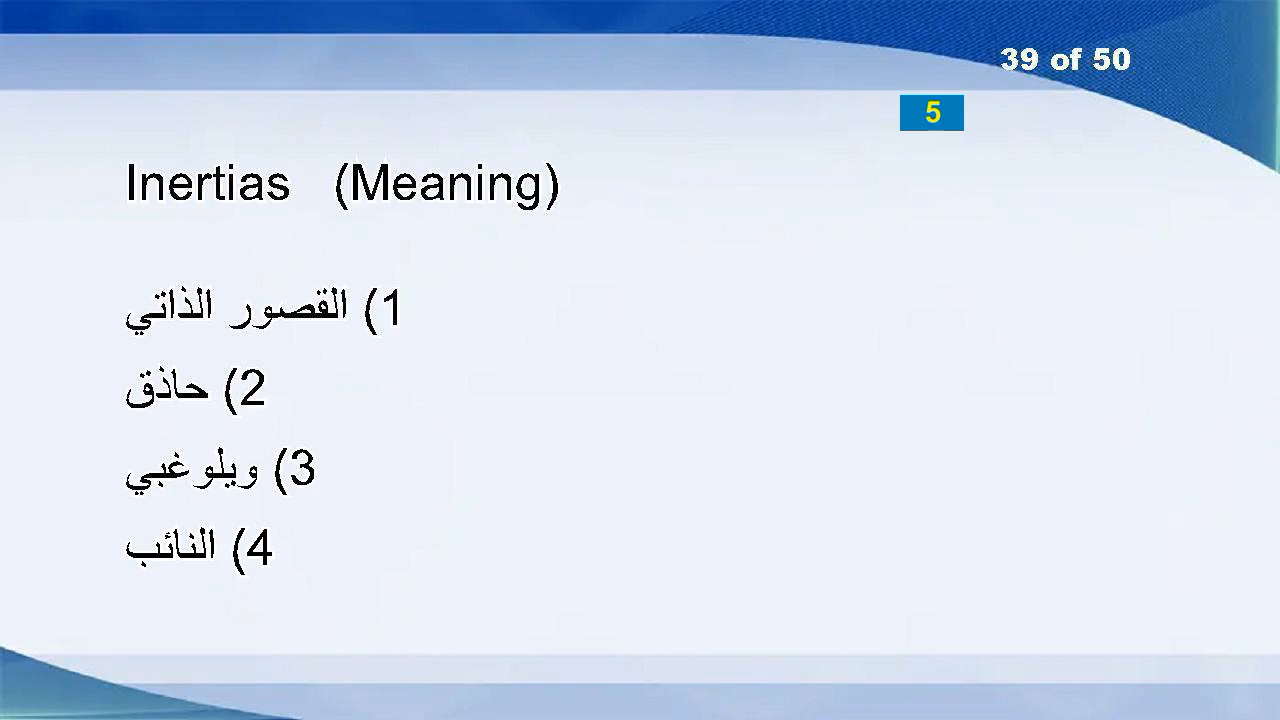 39 of 50
5
Inertias (Meaning)
1) القصور الذاتي
2) حاذق
3) ويلوغبي
4) النائب